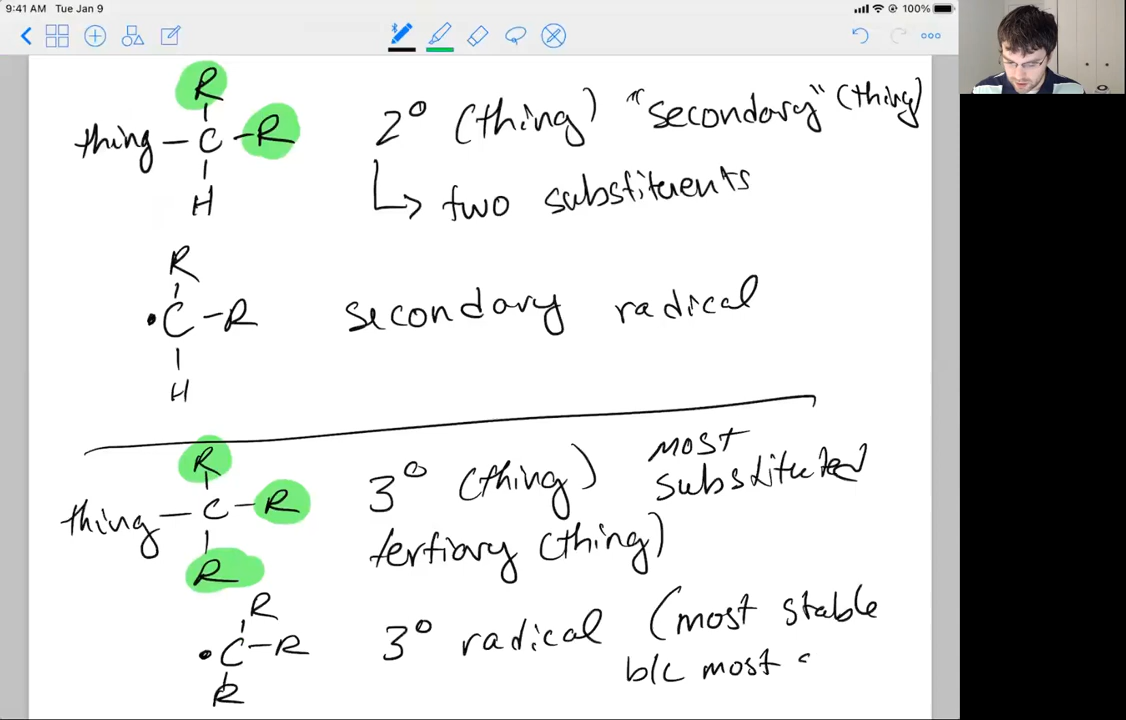 9:41 AM Tue Jan 9
100%
R
thing - C - R
H
2° (thing) "secondary" (thing)
↳ two substituents
R
•C - R
H
secondary radical
R
thing - C - R
R
3° (thing) most
substituted
tertiary (thing)
R
•C - R
R
3° radical (most stable
b/c most